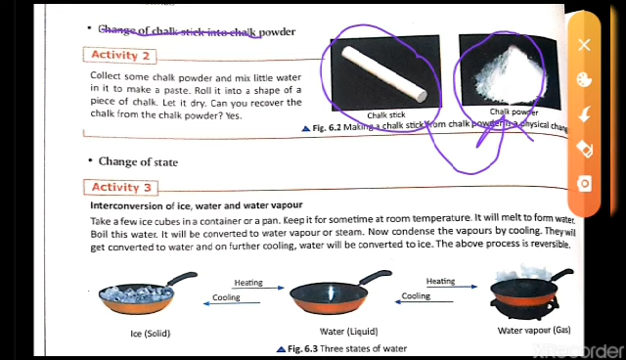 • Change of chalk stick into chalk powder
Activity 2
Collect some chalk powder and mix little water
in it to make a paste. Roll it into a shape of a
piece of chalk. Let it dry. Can you recover the
chalk from the chalk powder? Yes.
Chalk stick
Chalk powder
▲ Fig. 6.2 Making a chalk stick from chalk powder is a physical chang
• Change of state
Activity 3
Interconversion of ice, water and water vapour
Take a few ice cubes in a container or a pan. Keep it for sometime at room temperature. It will melt to form water.
Boil this water. It will be converted to water vapour or steam. Now condense the vapours by cooling. They will
get converted to water and on further cooling, water will be converted to ice. The above process is reversible.
Heating
Cooling
Heating
Cooling
Ice (Solid)
Water (Liquid)
Water vapour (Gas)
▲ Fig. 6.3 Three states of water
XRecorder